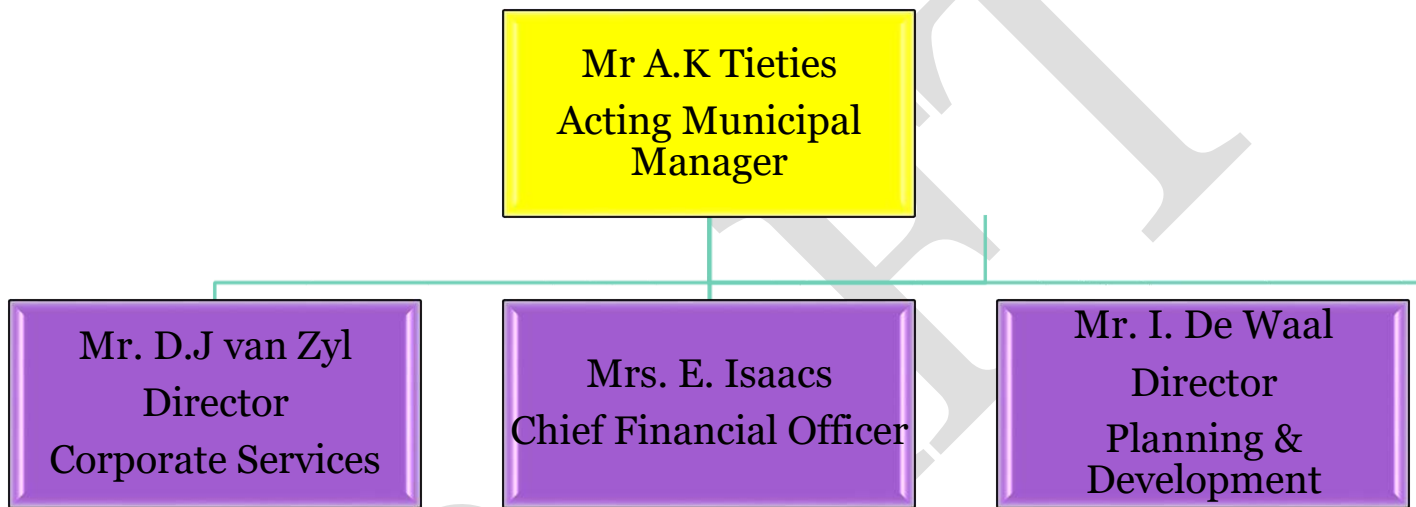 Mr A.K Tieties
Acting Municipal
Manager
Mr. D.J van Zyl
Director
Corporate Services
Mrs. E. Isaacs
Chief Financial Officer
Mr. I. De Waal
Director
Planning &
Development